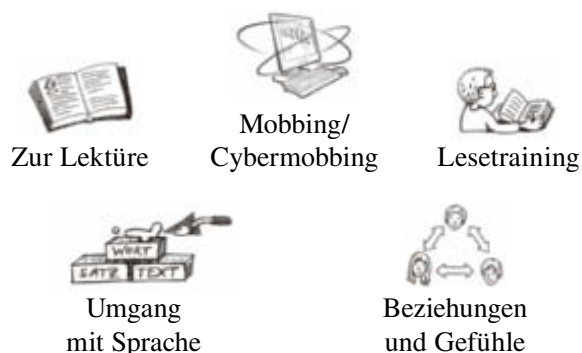 Mobbing/
Zur Lektüre
Cybermobbing
Lesetraining
WORT
SATZ TEXT
Umgang
mit Sprache
Beziehungen
und Gefühle